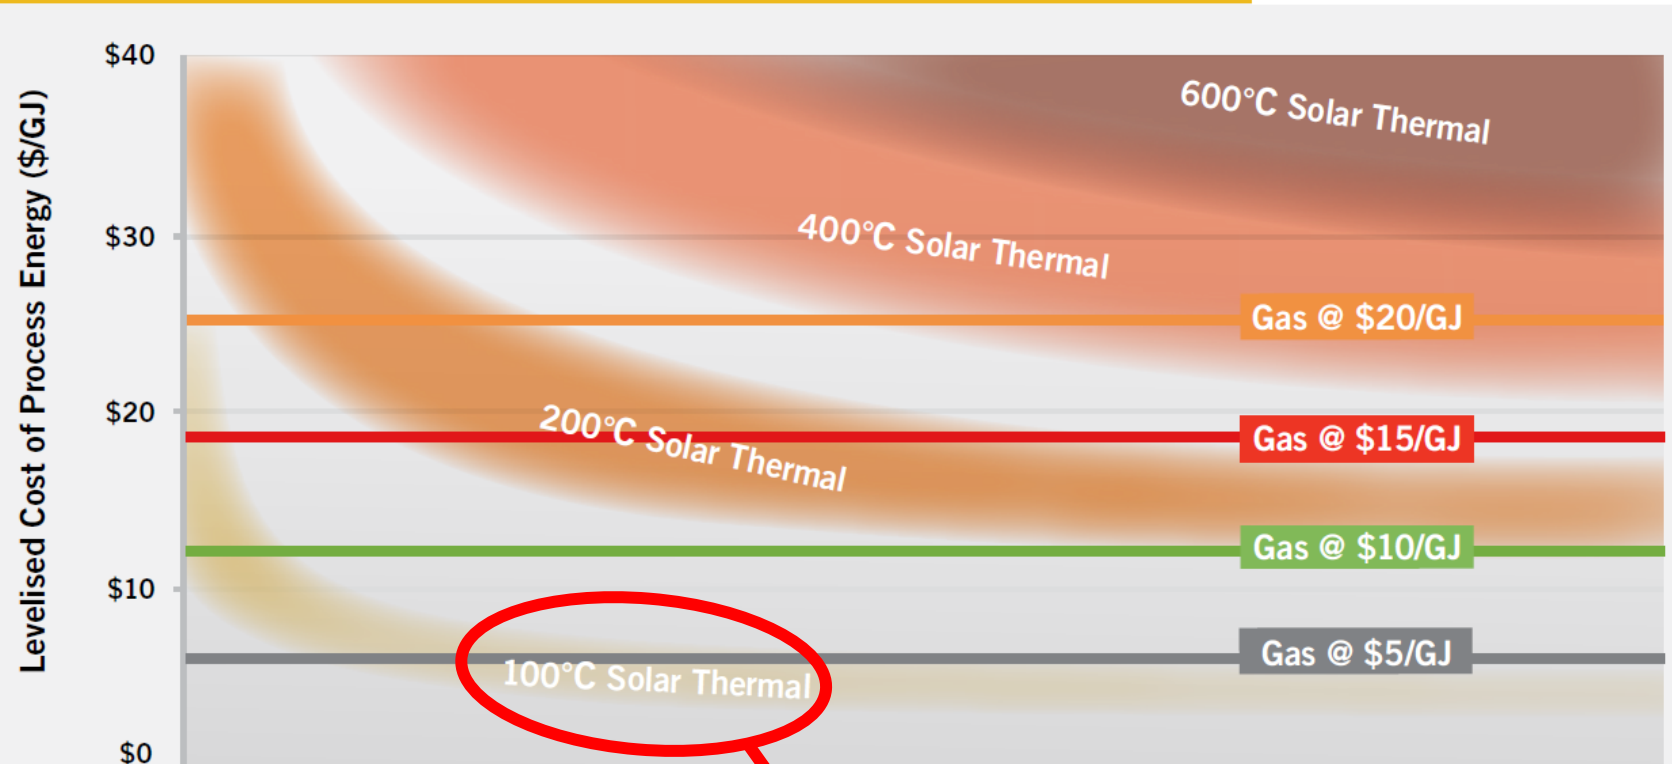 Levelised Cost of Process Energy ($/GJ)
$40
$30
$20
$10
$0
600°C Solar Thermal
400°C Solar Thermal
Gas @ $20/GJ
200°C Solar Thermal
Gas @ $15/GJ
Gas @ $10/GJ
Gas @ $5/GJ
100°C Solar Thermal